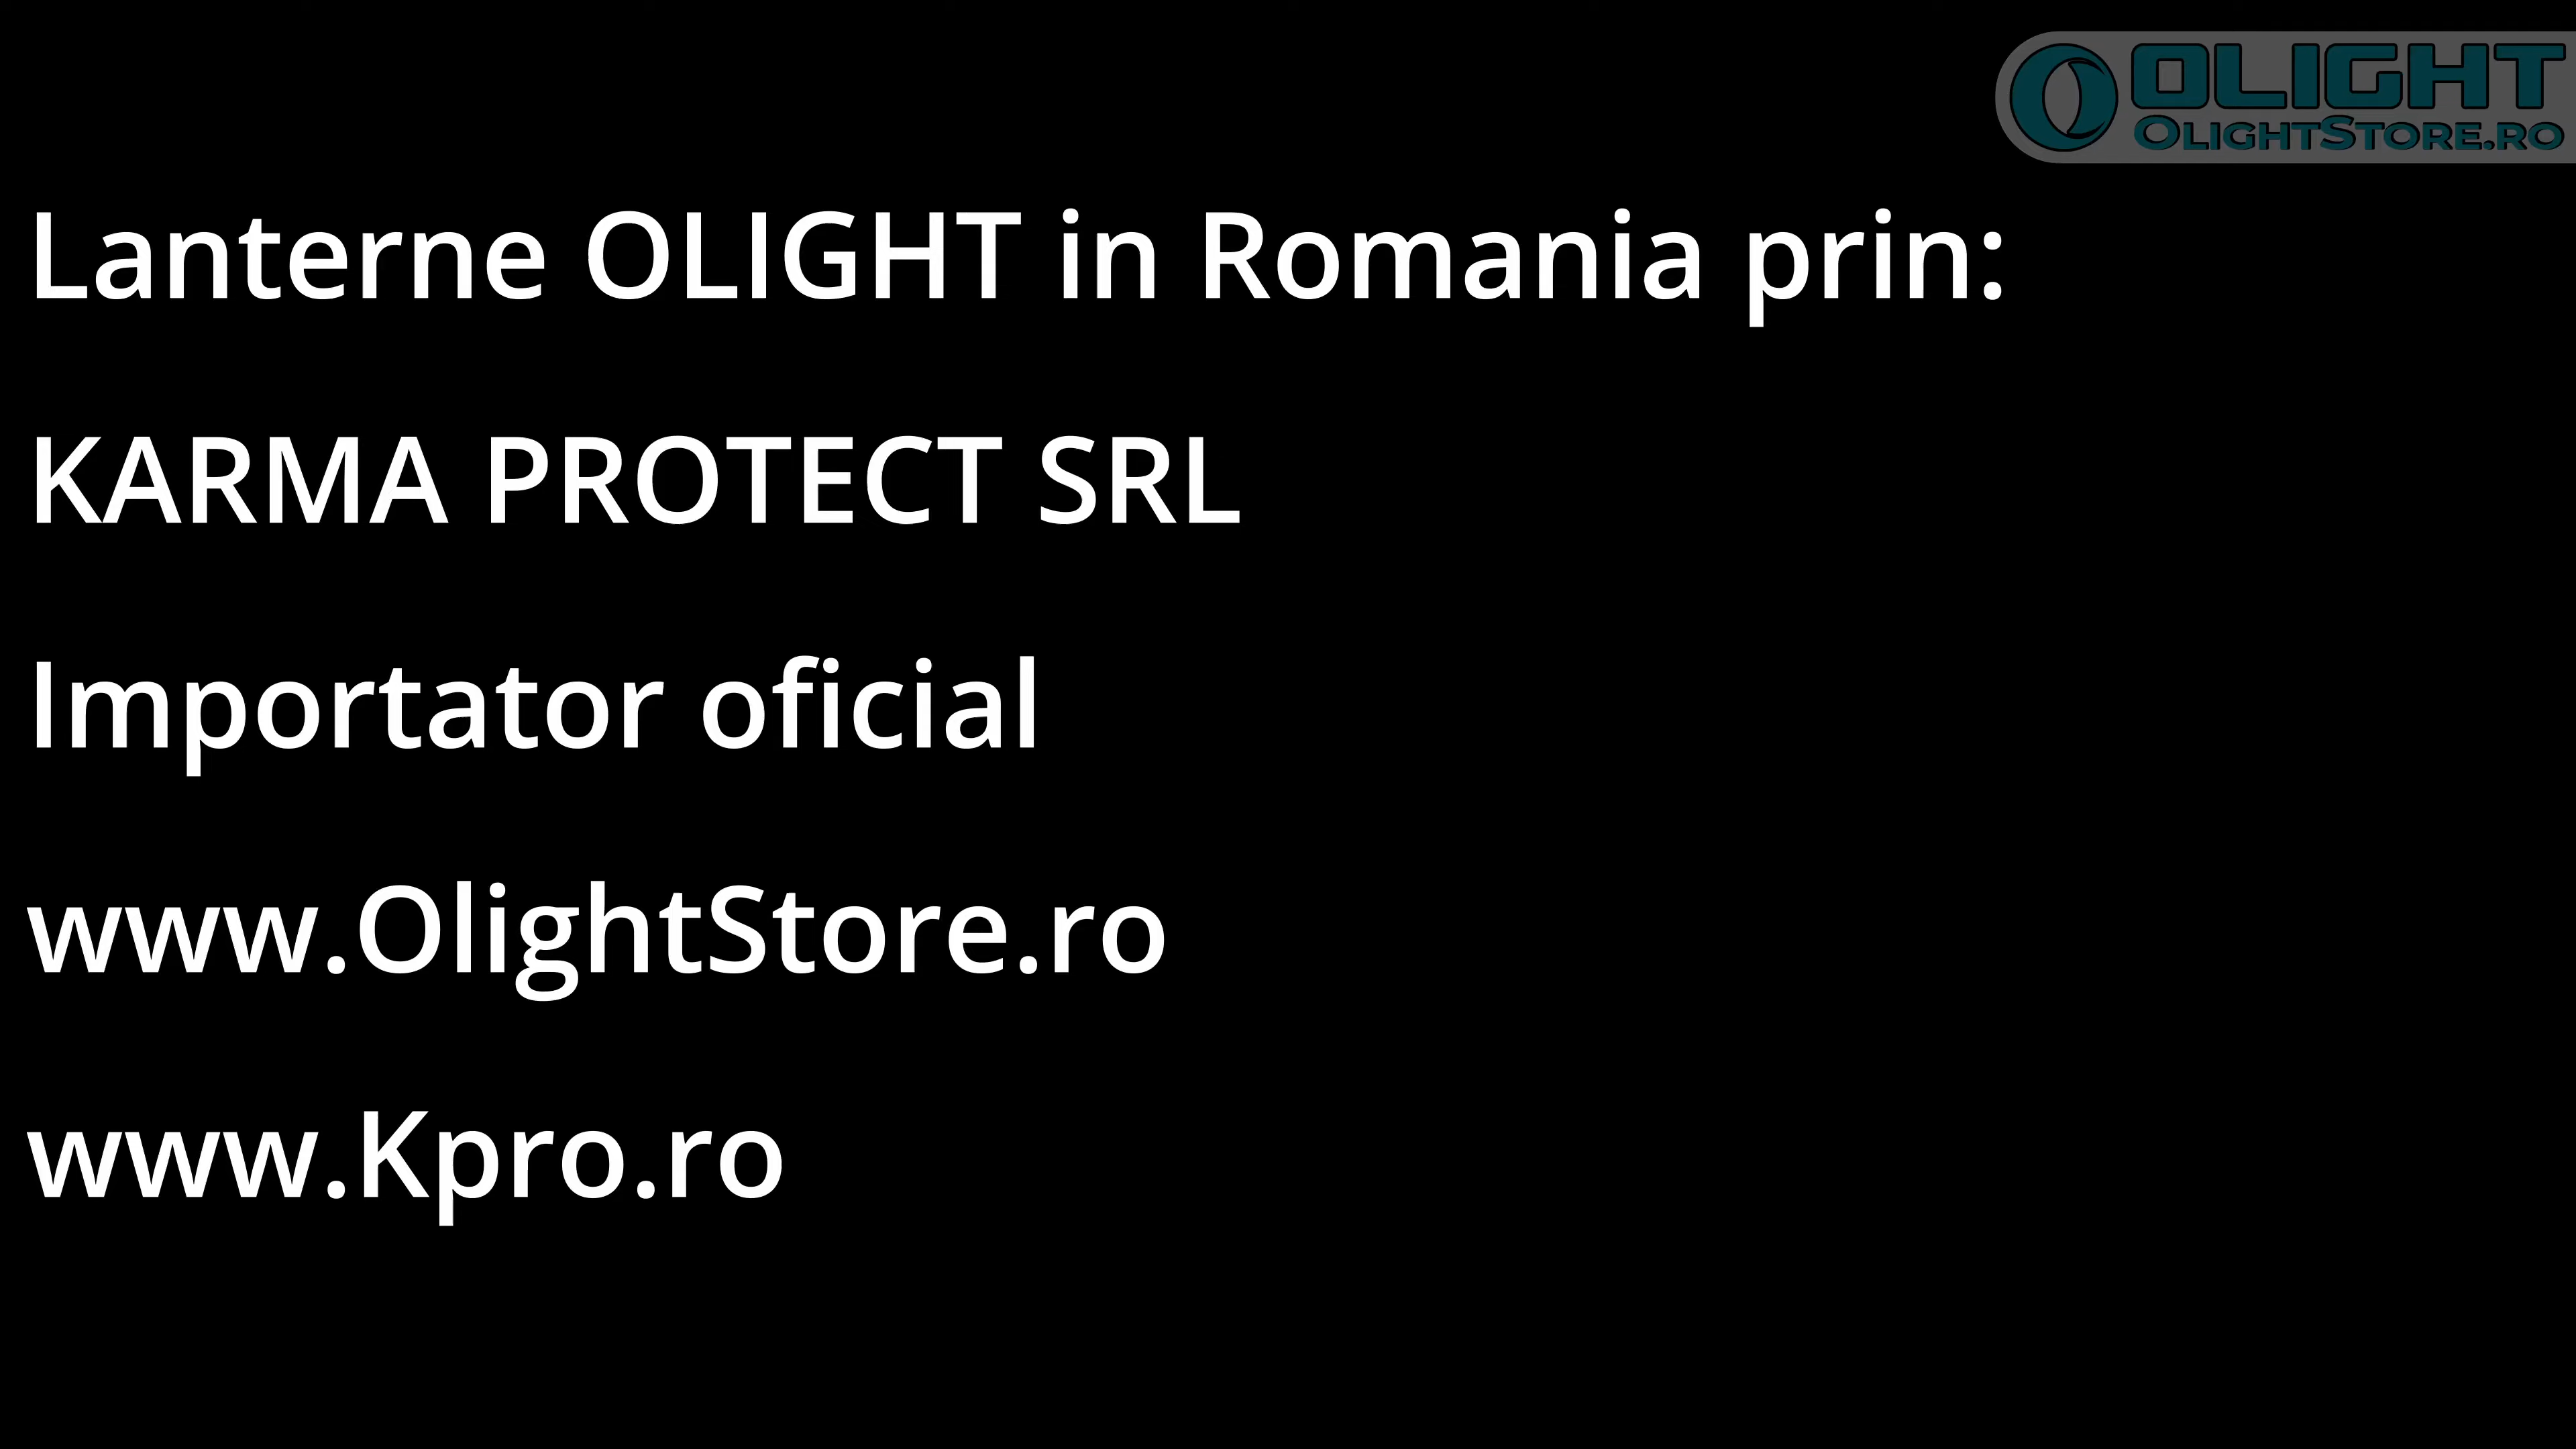 OLIGHT
OLIGHTSTORE.RO
Lanterne OLIGHT in Romania prin:
KARMA PROTECT SRL
Importator oficial
www.OlightStore.ro
www.Kpro.ro